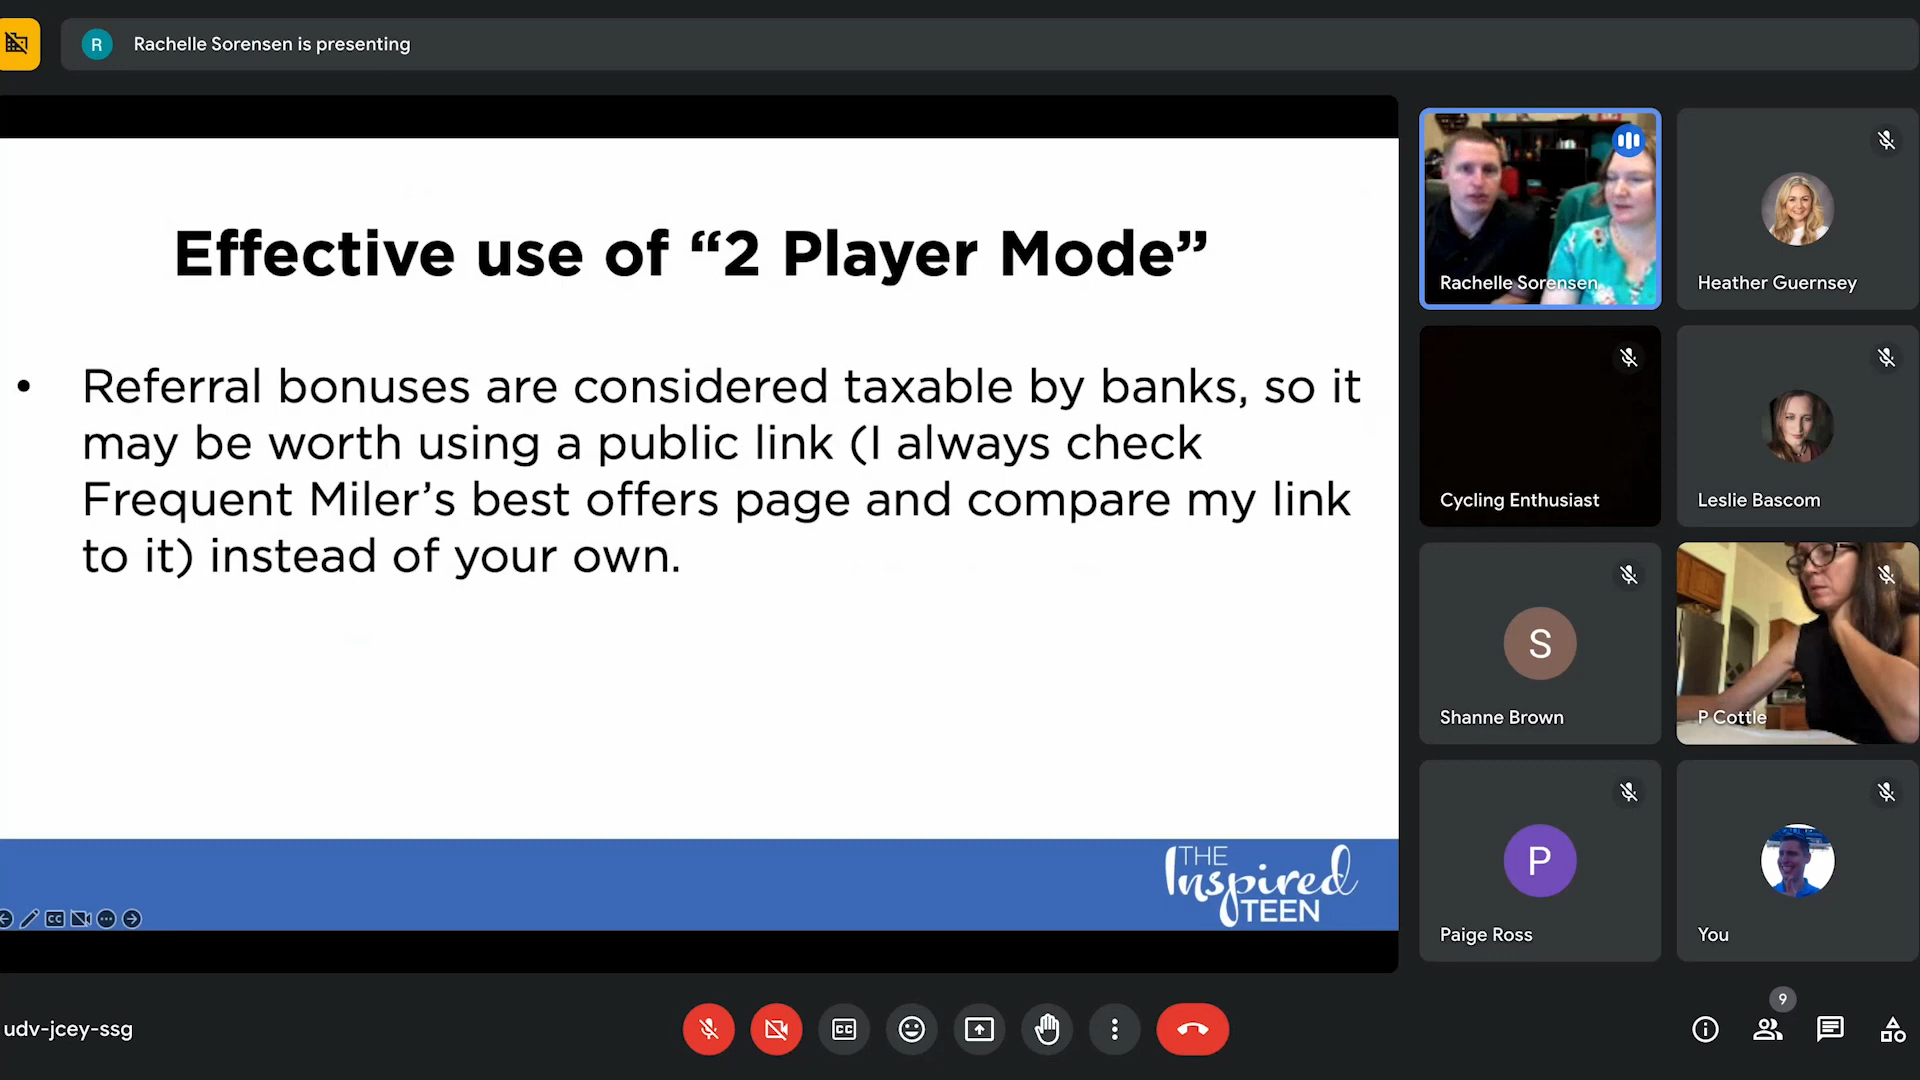 R Rachelle Sorensen is presenting
Effective use of “2 Player Mode”
• Referral bonuses are considered taxable by banks, so it
may be worth using a public link (I always check
Frequent Miler’s best offers page and compare my link
to it) instead of your own.
THE
Inspired
TEEN
CC
Rachelle Sorensen
Heather Guernsey
Cycling Enthusiast
Leslie Bascom
S
Shanne Brown
P Cottle
P
Paige Ross
You
udv-jcey-ssg
CC
9